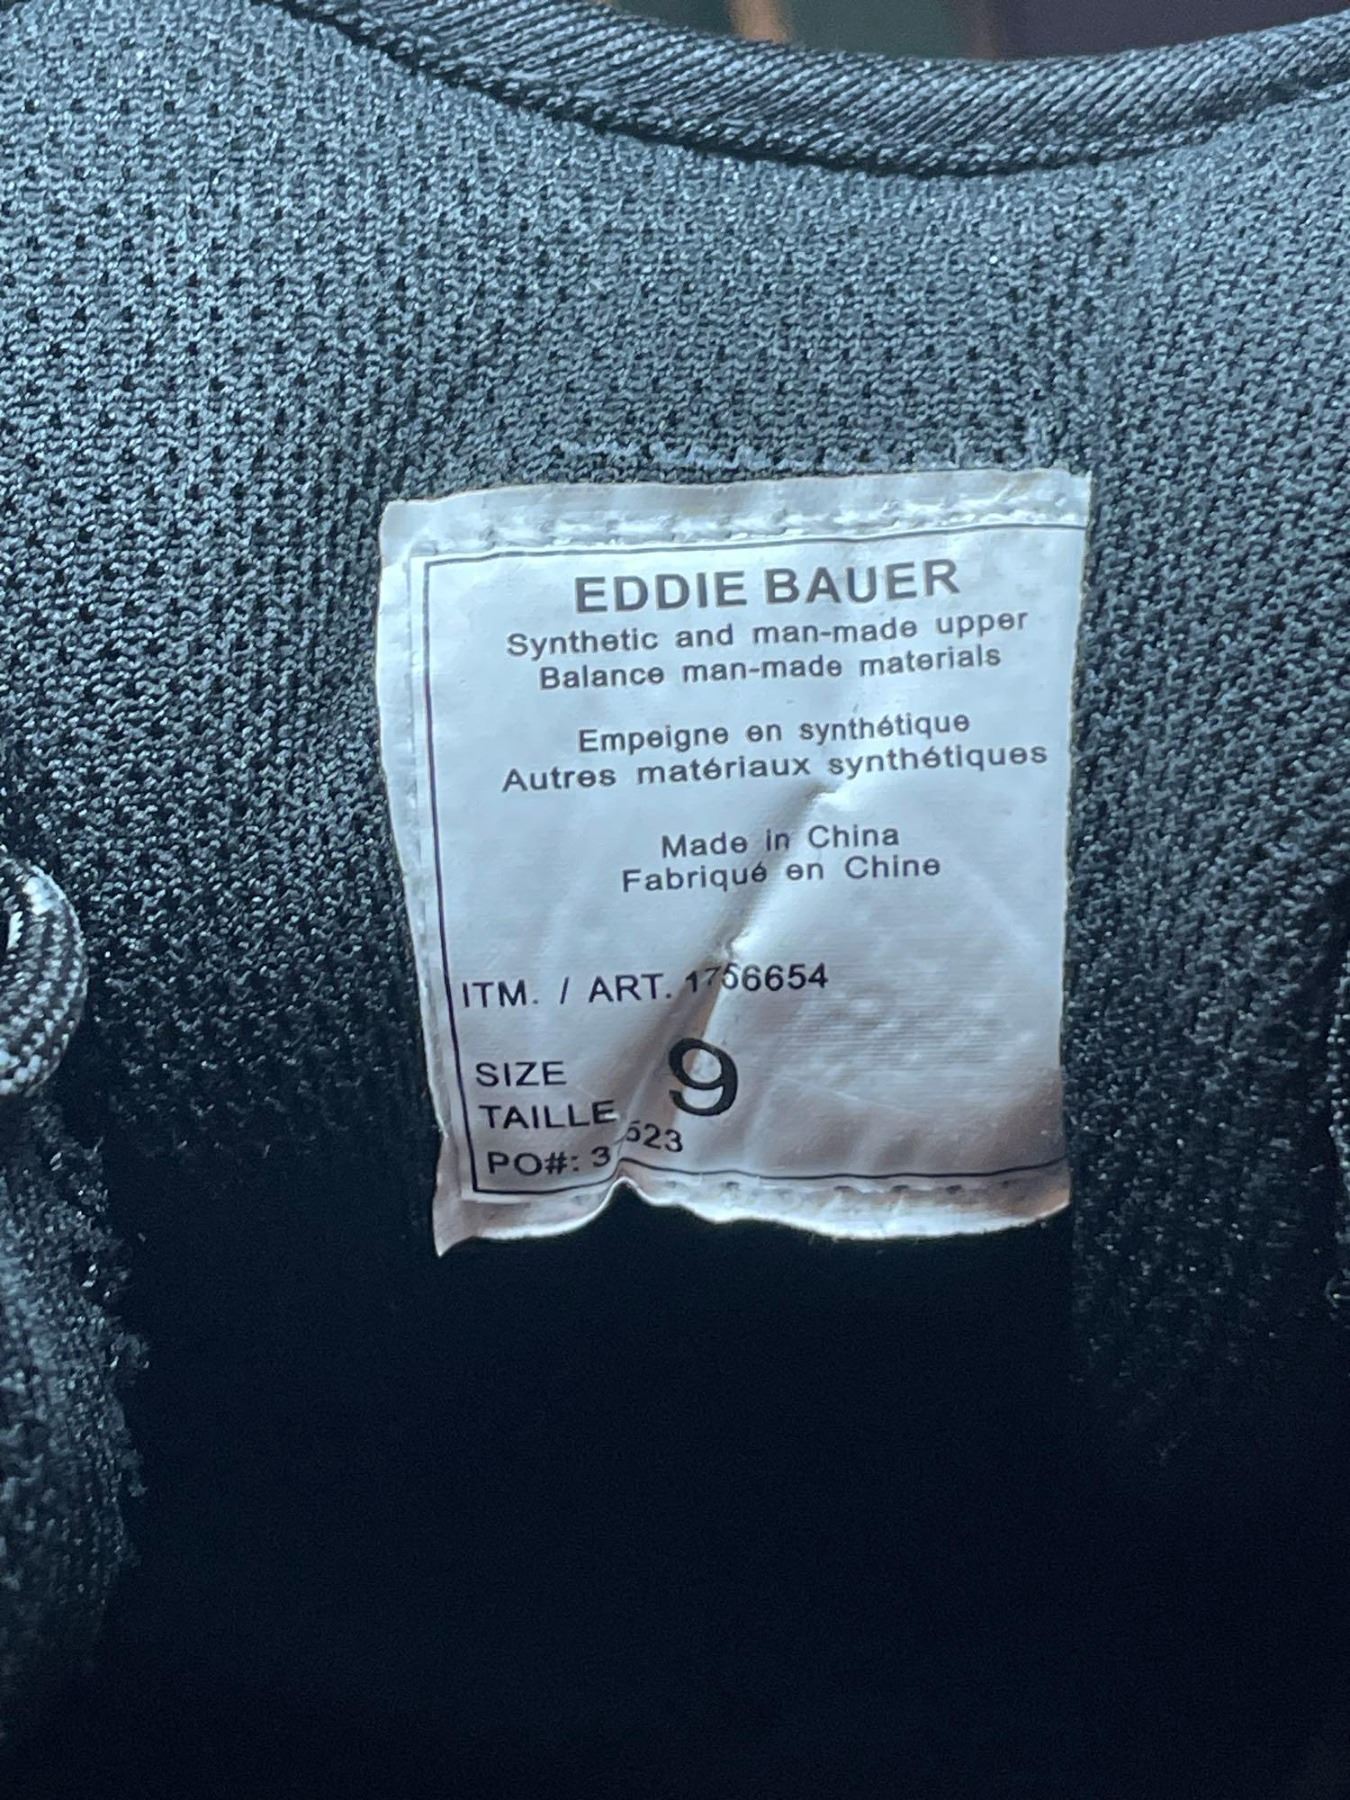 EDDIE BAUER
Synthetic and man-made upper
Balance man-made materials
Empeigne en synthétique
Autres matériaux synthétiques
Made in China
Fabriqué en Chine
ITM. / ART. 1756654
SIZE 9
TAILLE
PO#: